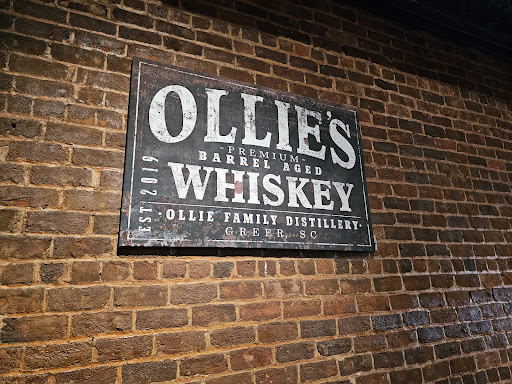 OLLIE'S
-PREMIUM-
BARREL AGED
WHISKEY
EST. 2019
·OLLIE FAMILY DISTILLERY·
GREER, SC